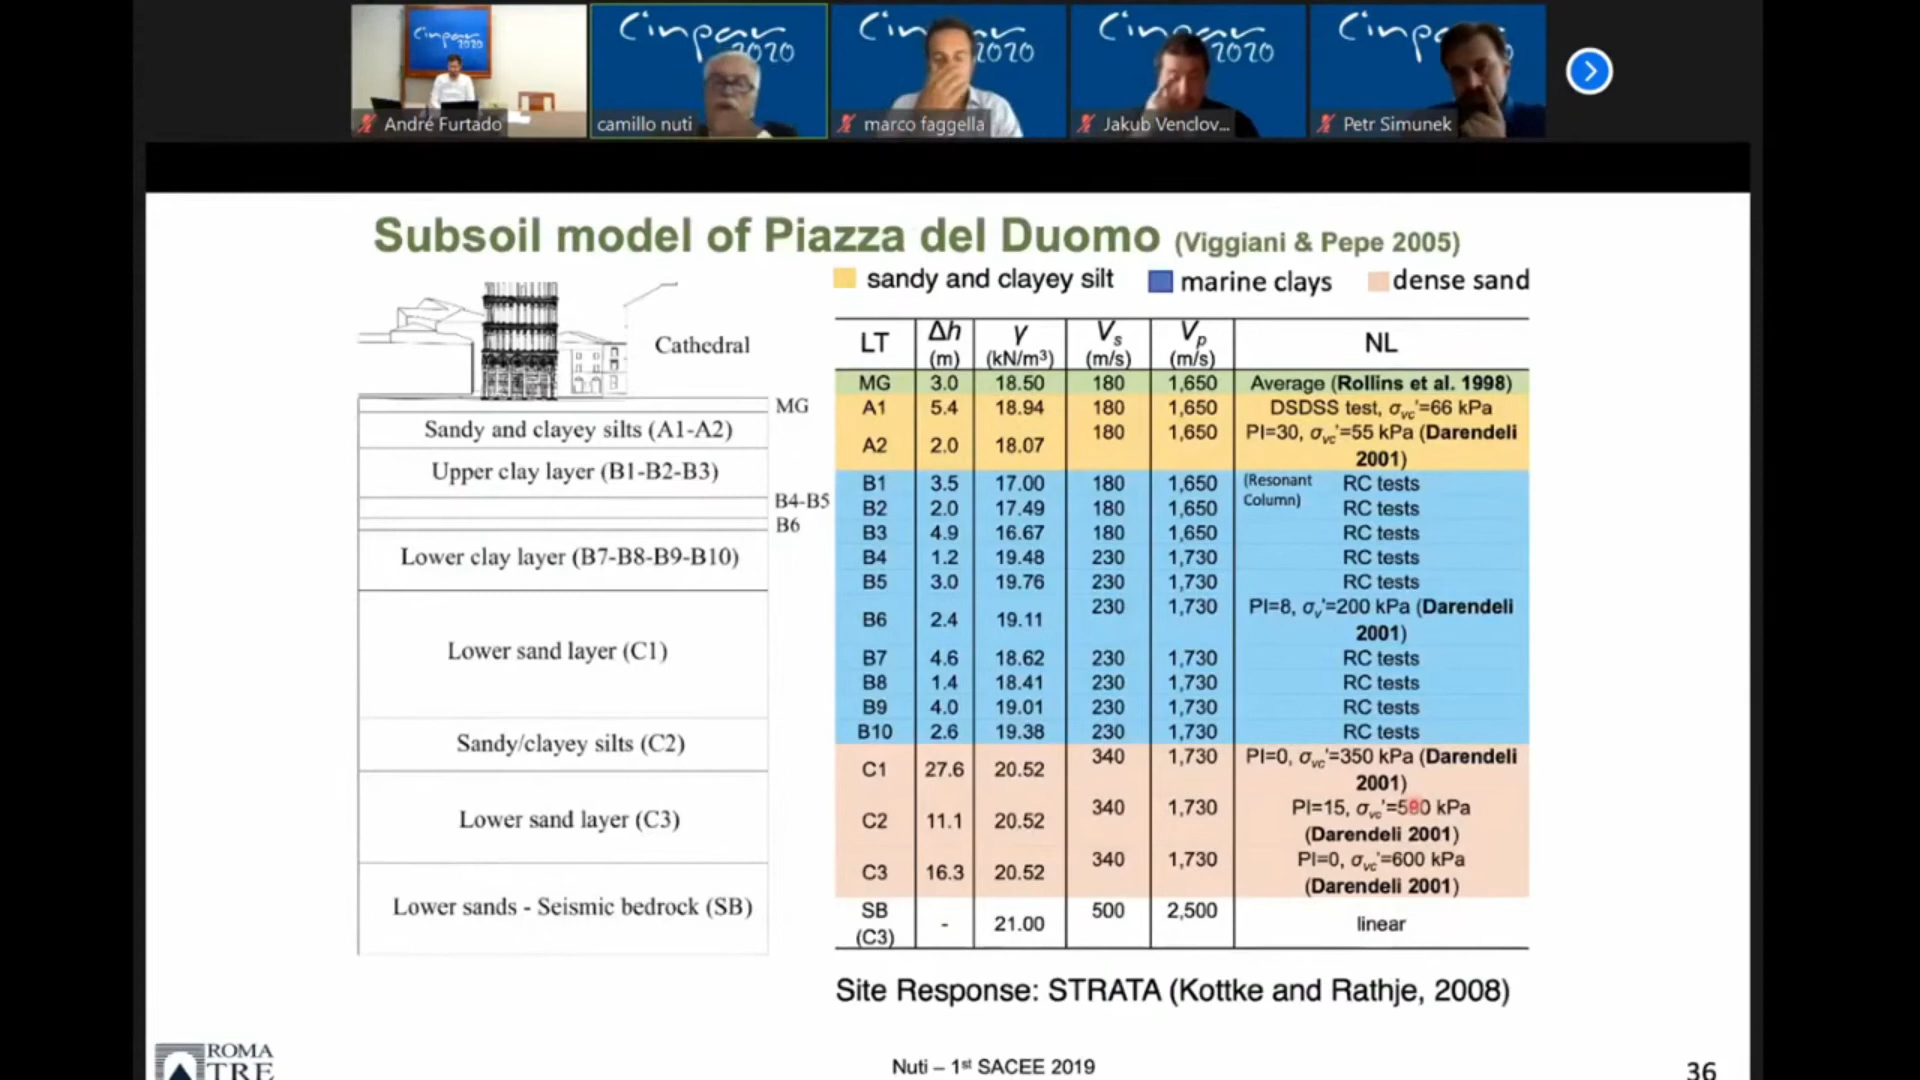 Cinpar 2020
Cinpar 2020
Cinpar 2020
Cinpar 2020
André Furtado
camillo nuti
marco faggella
Jakub Venclov...
Petr Simunek
Subsoil model of Piazza del Duomo (Viggiani & Pepe 2005)
sandy and clayey silt marine clays dense sand
Cathedral
MG
Sandy and clayey silts (A1-A2)
Upper clay layer (B1-B2-B3)
B4-B5
B6
Lower clay layer (B7-B8-B9-B10)
Lower sand layer (C1)
Sandy/clayey silts (C2)
Lower sand layer (C3)
Lower sands - Seismic bedrock (SB)
LT Δh (m) γ (kN/m³) Vs (m/s) Vp (m/s) NL
MG 3.0 18.50 180 1,650 Average (Rollins et al. 1998)
A1 5.4 18.94 180 1,650 DSDSS test, σvc'=66 kPa
A2 2.0 18.07 180 1,650 PI=30, σvc'=55 kPa (Darendeli 2001)
B1 3.5 17.00 180 1,650 (Resonant Column) RC tests
B2 2.0 17.49 180 1,650 RC tests
B3 4.9 16.67 180 1,650 RC tests
B4 1.2 19.48 230 1,730 RC tests
B5 3.0 19.76 230 1,730 RC tests
B6 2.4 19.11 230 1,730 PI=8, σv'=200 kPa (Darendeli 2001)
B7 4.6 18.62 230 1,730 RC tests
B8 1.4 18.41 230 1,730 RC tests
B9 4.0 19.01 230 1,730 RC tests
B10 2.6 19.38 230 1,730 RC tests
C1 27.6 20.52 340 1,730 PI=0, σvc'=350 kPa (Darendeli 2001)
C2 11.1 20.52 340 1,730 PI=15, σvc'=580 kPa (Darendeli 2001)
C3 16.3 20.52 340 1,730 PI=0, σvc'=600 kPa (Darendeli 2001)
SB (C3) - 21.00 500 2,500 linear
Site Response: STRATA (Kottke and Rathje, 2008)
ROMA
TRE
Nuti – 1st SACEE 2019
36